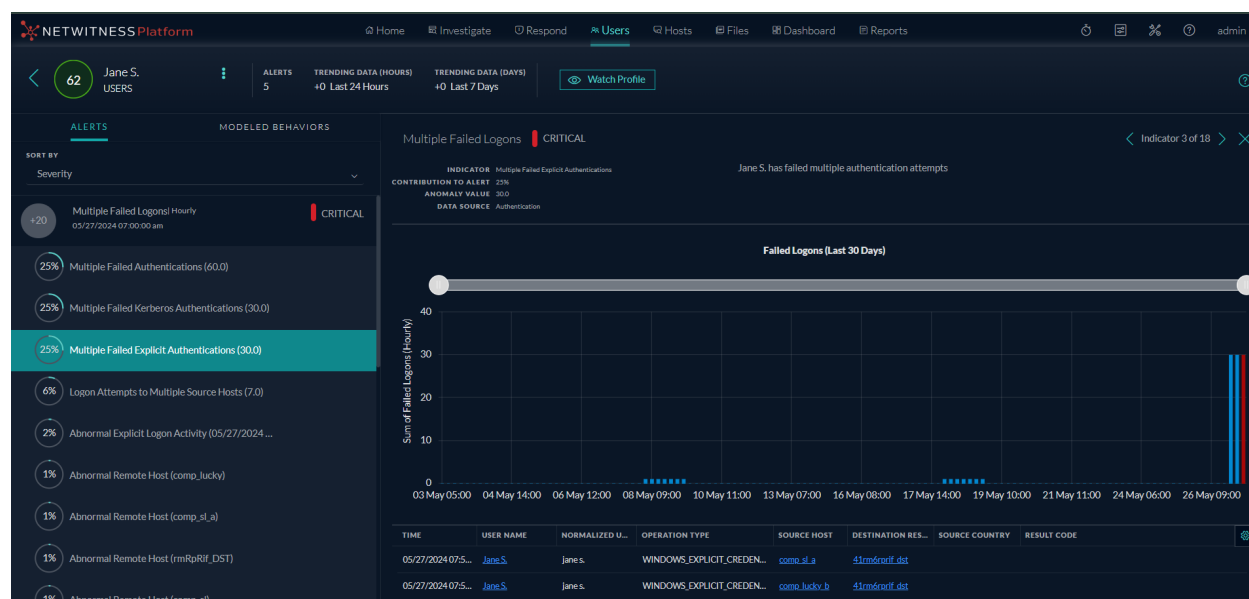 NETWITNESS Platform
Home Investigate Respond Users Hosts Files Dashboard Reports admin
62
Jane S.
USERS
ALERTS
5
TRENDING DATA (HOURS)
+0 Last 24 Hours
TRENDING DATA (DAYS)
+0 Last 7 Days
Watch Profile
ALERTS MODELED BEHAVIORS
SORT BY
Severity
+20
Multiple Failed Logons| Hourly
05/27/2024 07:00:00 am
CRITICAL
25% Multiple Failed Authentications (60.0)
25% Multiple Failed Kerberos Authentications (30.0)
25% Multiple Failed Explicit Authentications (30.0)
6% Logon Attempts to Multiple Source Hosts (7.0)
2% Abnormal Explicit Logon Activity (05/27/2024 ...
1% Abnormal Remote Host (comp_lucky)
1% Abnormal Remote Host (comp_sl_a)
1% Abnormal Remote Host (rmRpRif_DST)
1% Abnormal Remote Host (comp_sl)
Multiple Failed Logons CRITICAL
Indicator 3 of 18
INDICATOR Multiple Failed Explicit Authentications
CONTRIBUTION TO ALERT 25%
ANOMALY VALUE 30.0
DATA SOURCE Authentication
Jane S. has failed multiple authentication attempts
Failed Logons (Last 30 Days)
Sum of Failed Logons (Hourly)
40
30
20
10
0
03 May 05:00 04 May 14:00 06 May 12:00 08 May 09:00 10 May 11:00 13 May 07:00 16 May 08:00 17 May 14:00 19 May 10:00 21 May 11:00 24 May 06:00 26 May 09:00
TIME USER NAME NORMALIZED U... OPERATION TYPE SOURCE HOST DESTINATION RES... SOURCE COUNTRY RESULT CODE
05/27/2024 07:5... Jane S. jane s. WINDOWS_EXPLICIT_CREDEN... comp_sl_a 41rm6rprif_dst
05/27/2024 07:5... Jane S. jane s. WINDOWS_EXPLICIT_CREDEN... comp_lucky_b 41rm6rprif_dst